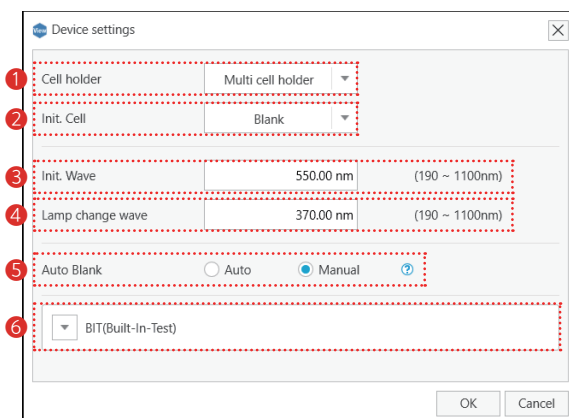 View Device settings
1 Cell holder Multi cell holder
2 Init. Cell Blank
3 Init. Wave 550.00 nm (190 ~ 1100nm)
4 Lamp change wave 370.00 nm (190 ~ 1100nm)
5 Auto Blank Auto Manual ?
6 BIT(Built-In-Test)
OK Cancel